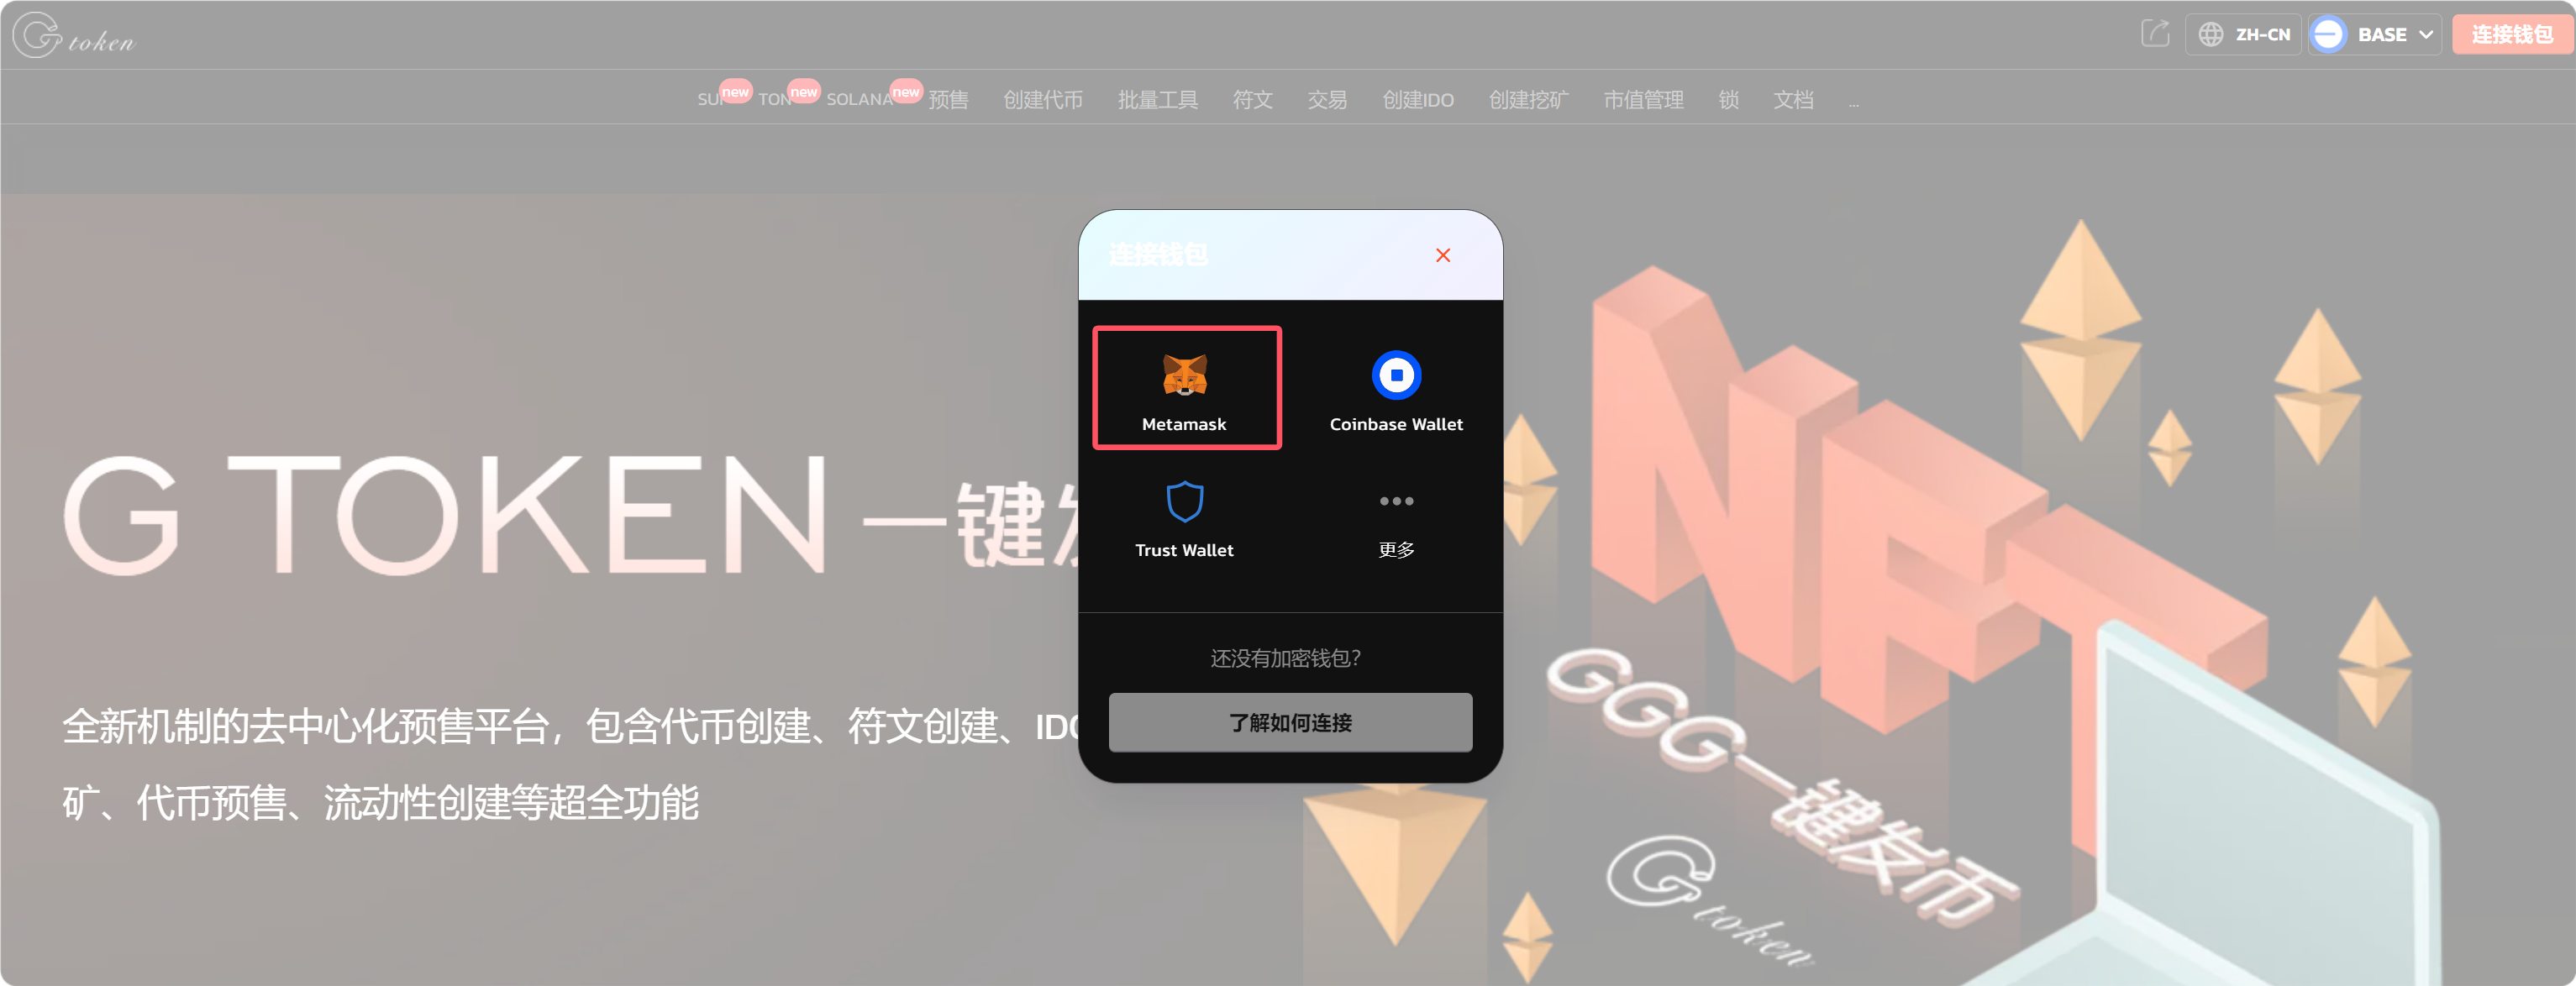 G token
ZH-CN
BASE
连接钱包
new
TON
new
SOLANA
new
预售
创建代币
批量工具
符文
交易
创建IDO
创建挖矿
市值管理
锁
文档
...
连接钱包
Metamask
Coinbase Wallet
Trust Wallet
更多
还没有加密钱包?
了解如何连接
G TOKEN 一键
全新机制的去中心化预售平台，包含代币创建、符文创建、
矿、代币预售、流动性创建等超全功能
NFT
GGG一键发币
G token